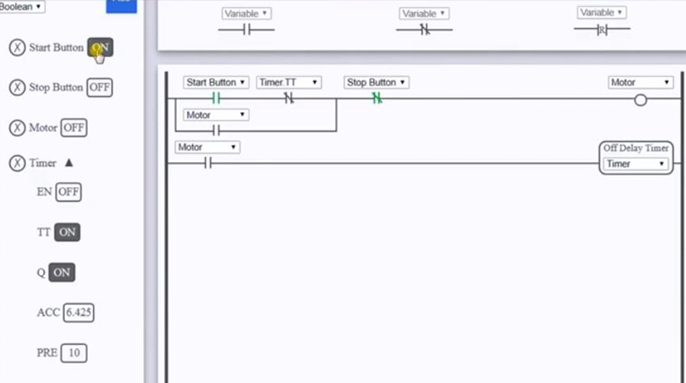 Boolean
Start Button ON
Stop Button OFF
Motor OFF
Timer
EN OFF
TT ON
Q ON
ACC 6.425
PRE 10
Variable
Variable
Variable
R
Start Button
Timer.TT
Stop Button
Motor
Motor
Motor
Off Delay Timer
Timer